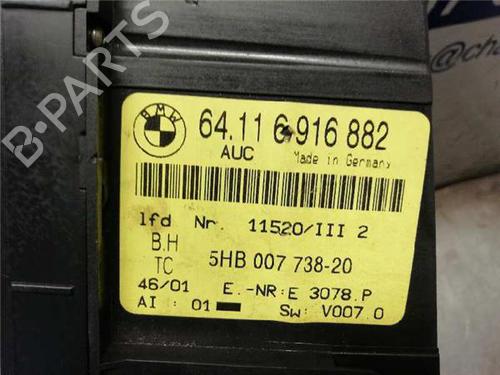 @cha
BMW
64.11 6 916 882
AUC Made in Germany
lfd Nr. 11520/III 2
B.H
TC 5HB 007 738-20
46/01 E.-NR:E 3078.P
AI : 01 Sw: V007.0